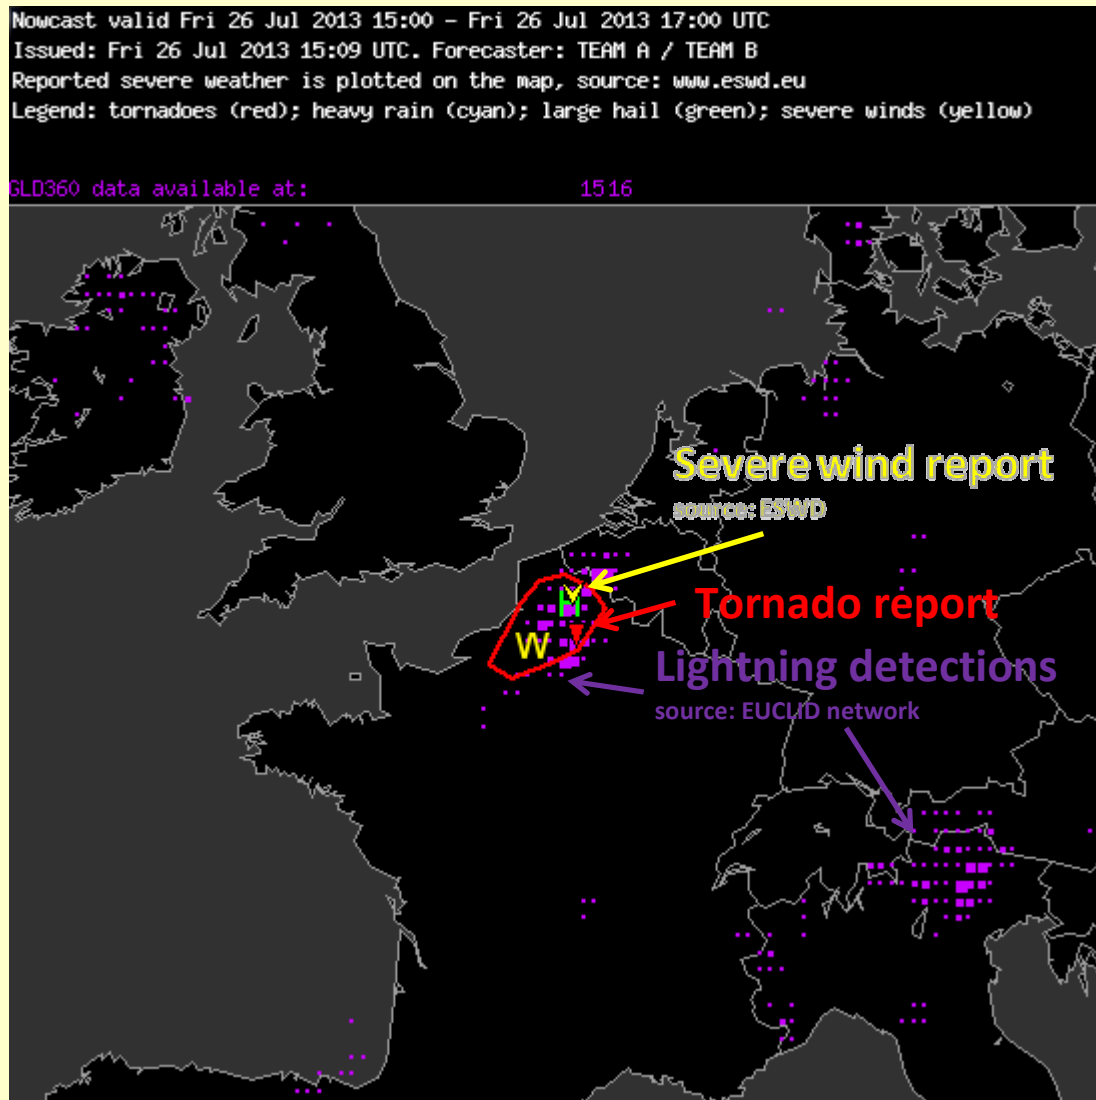 Nowcast valid Fri 26 Jul 2013 15:00 - Fri 26 Jul 2013 17:00 UTC
Issued: Fri 26 Jul 2013 15:09 UTC. Forecaster: TEAM A / TEAM B
Reported severe weather is plotted on the map, source: www.eswd.eu
Legend: tornadoes (red); heavy rain (cyan); large hail (green); severe winds (yellow)
GLD360 data available at: 1516
Severe wind report
source: ESWD
H
Tornado report
W
Lightning detections
source: EUCLID network